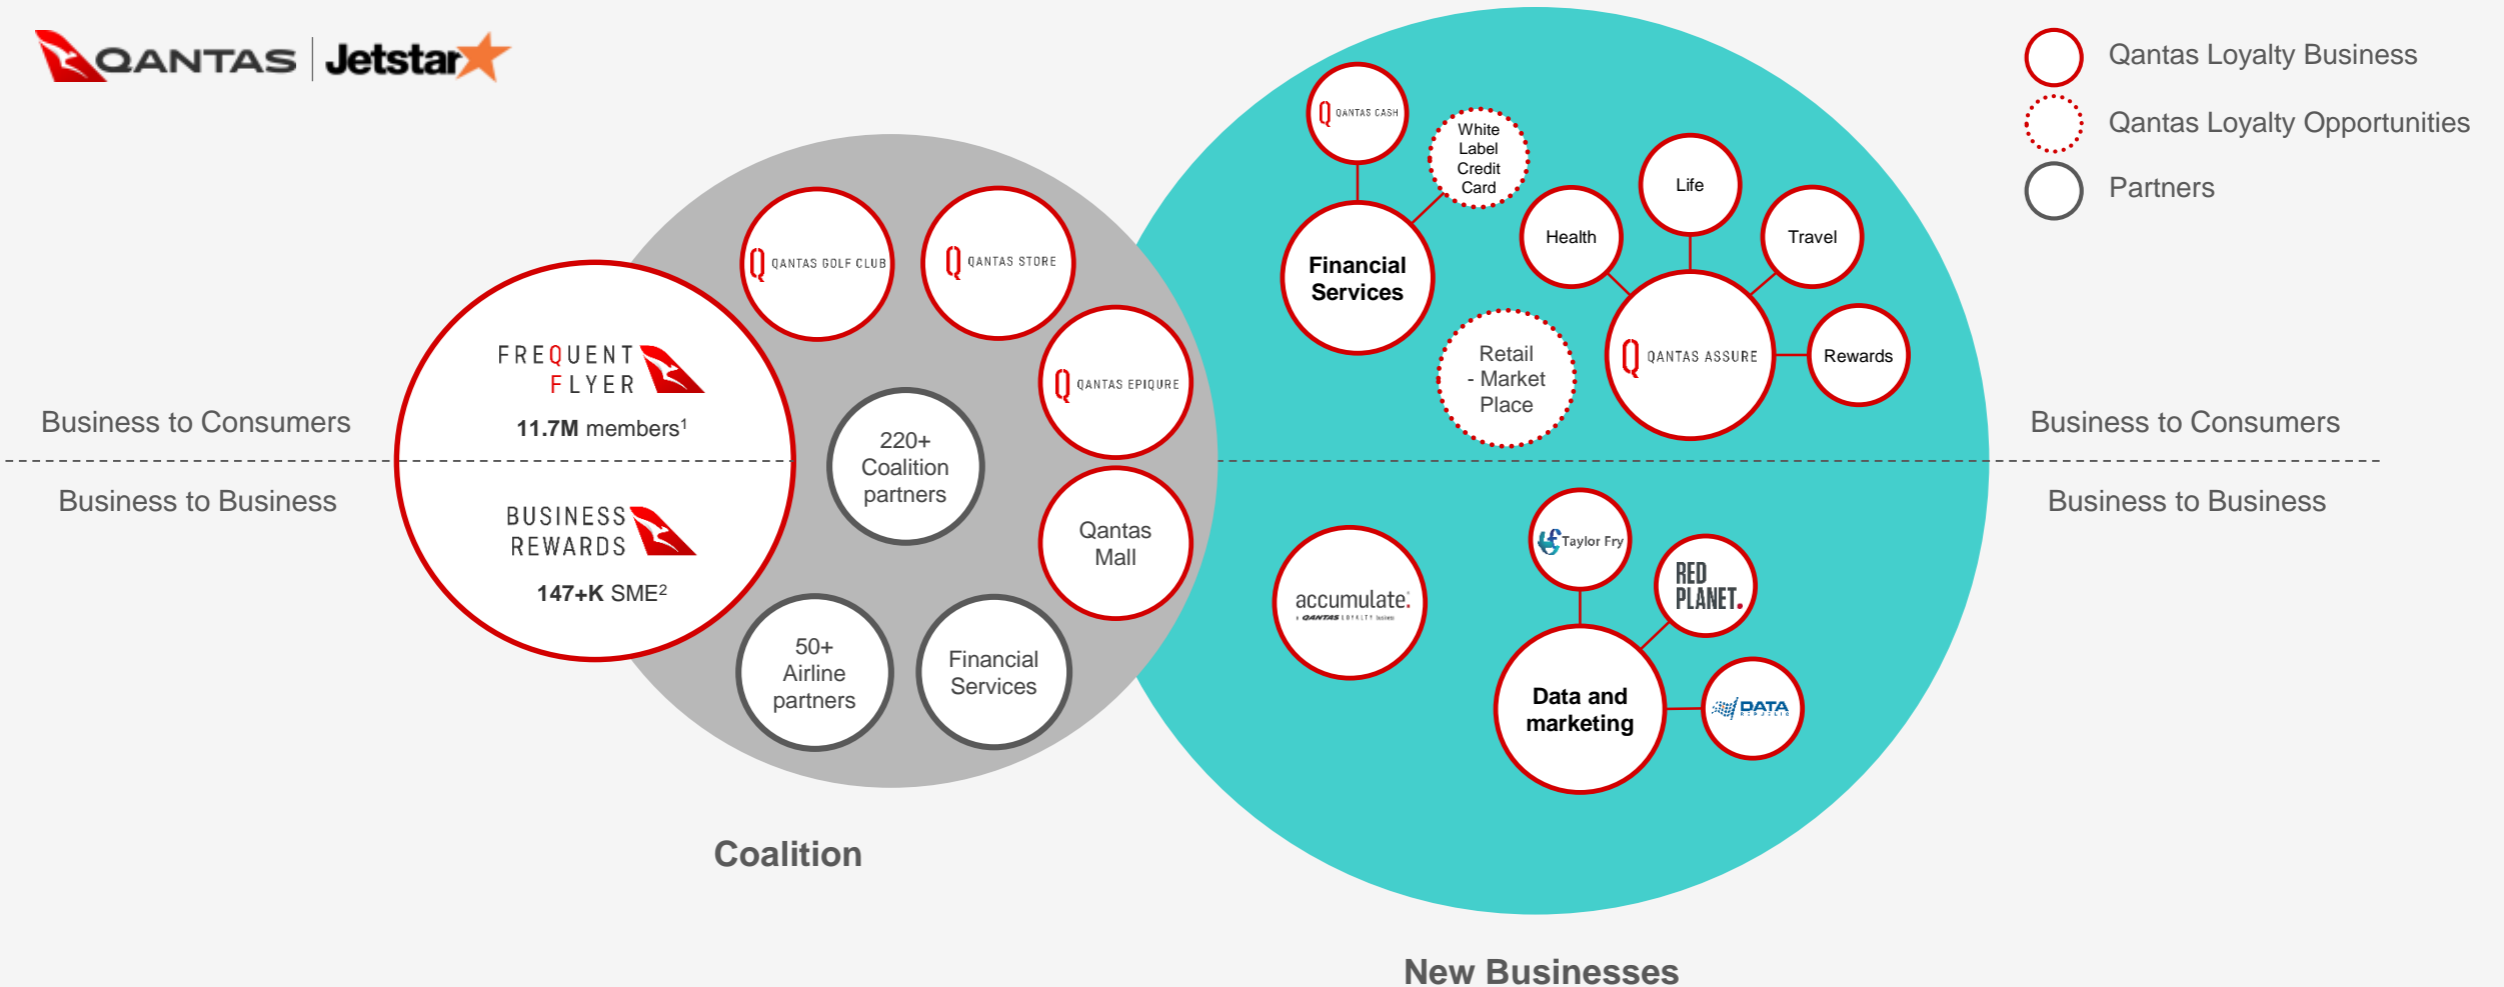 QANTAS
Jetstar
Qantas Loyalty Business
Qantas Loyalty Opportunities
Partners
QANTAS CASH
White
Label
Credit
Card
Financial
Services
Health
Life
Travel
Rewards
QANTAS ASSURE
Retail
- Market
Place
QANTAS GOLF CLUB
QANTAS STORE
QANTAS EPIQURE
FREQUENT
FLYER
11.7M members¹
Business to Consumers
Business to Consumers
Business to Business
Business to Business
BUSINESS
REWARDS
147+K SME²
220+
Coalition
partners
Qantas
Mall
50+
Airline
partners
Financial
Services
accumulate.
A QANTAS LOYALTY business
Taylor Fry
RED
PLANET.
Data and
marketing
DATA
REPUBLIC
Coalition
New Businesses